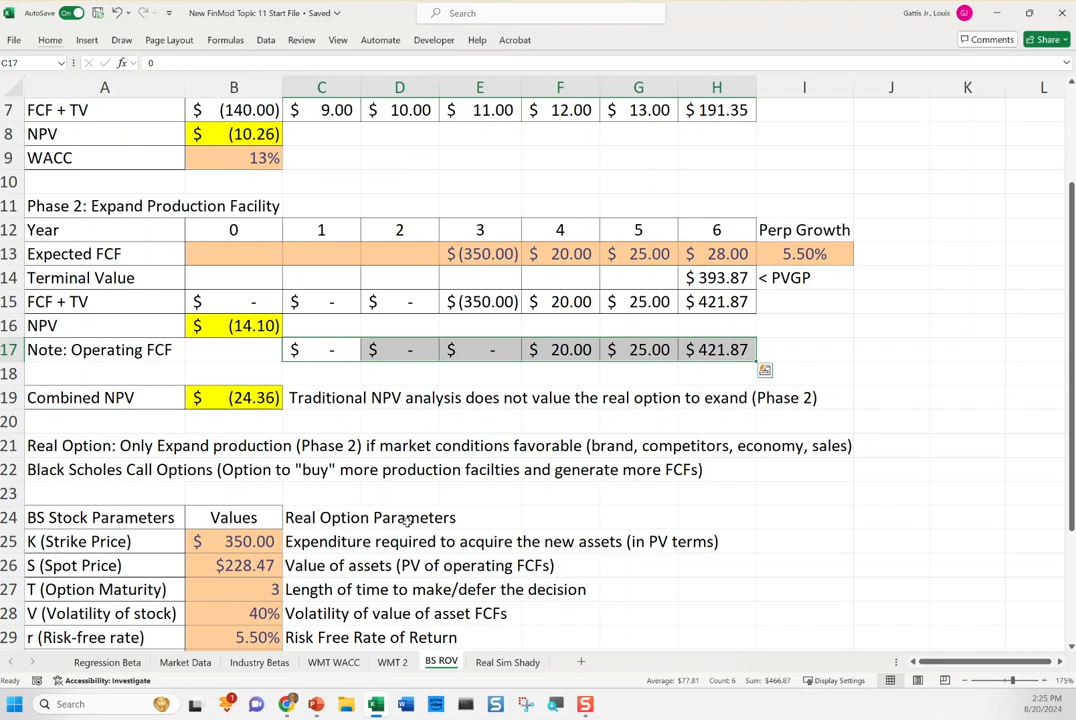 AutoSave On New FinMod Topic 11 Start File • Saved Search Gattis Jr., Louis GJ
File Home Insert Draw Page Layout Formulas Data Review View Automate Developer Help Acrobat Comments Share
C17 fx 0
A B C D E F G H I J K L
7 FCF + TV $ (140.00) $ 9.00 $ 10.00 $ 11.00 $ 12.00 $ 13.00 $ 191.35
8 NPV $ (10.26)
9 WACC 13%
10
11 Phase 2: Expand Production Facility
12 Year 0 1 2 3 4 5 6 Perp Growth
13 Expected FCF $ (350.00) $ 20.00 $ 25.00 $ 28.00 5.50%
14 Terminal Value $ 393.87 < PVGP
15 FCF + TV $ - $ - $ - $ (350.00) $ 20.00 $ 25.00 $ 421.87
16 NPV $ (14.10)
17 Note: Operating FCF $ - $ - $ - $ 20.00 $ 25.00 $ 421.87
18
19 Combined NPV $ (24.36) Traditional NPV analysis does not value the real option to exand (Phase 2)
20
21 Real Option: Only Expand production (Phase 2) if market conditions favorable (brand, competitors, economy, sales)
22 Black Scholes Call Options (Option to "buy" more production facilties and generate more FCFs)
23
24 BS Stock Parameters Values Real Option Parameters
25 K (Strike Price) $ 350.00 Expenditure required to acquire the new assets (in PV terms)
26 S (Spot Price) $228.47 Value of assets (PV of operating FCFs)
27 T (Option Maturity) 3 Length of time to make/defer the decision
28 V (Volatility of stock) 40% Volatility of value of asset FCFs
29 r (Risk-free rate) 5.50% Risk Free Rate of Return
Regression Beta Market Data Industry Betas WMT WACC WMT 2 BS ROV Real Sim Shady +
Ready Accessibility: Investigate Average: $77.81 Count: 6 Sum: $466.87 Display Settings 175%
Search 1 2:25 PM
8/20/2024